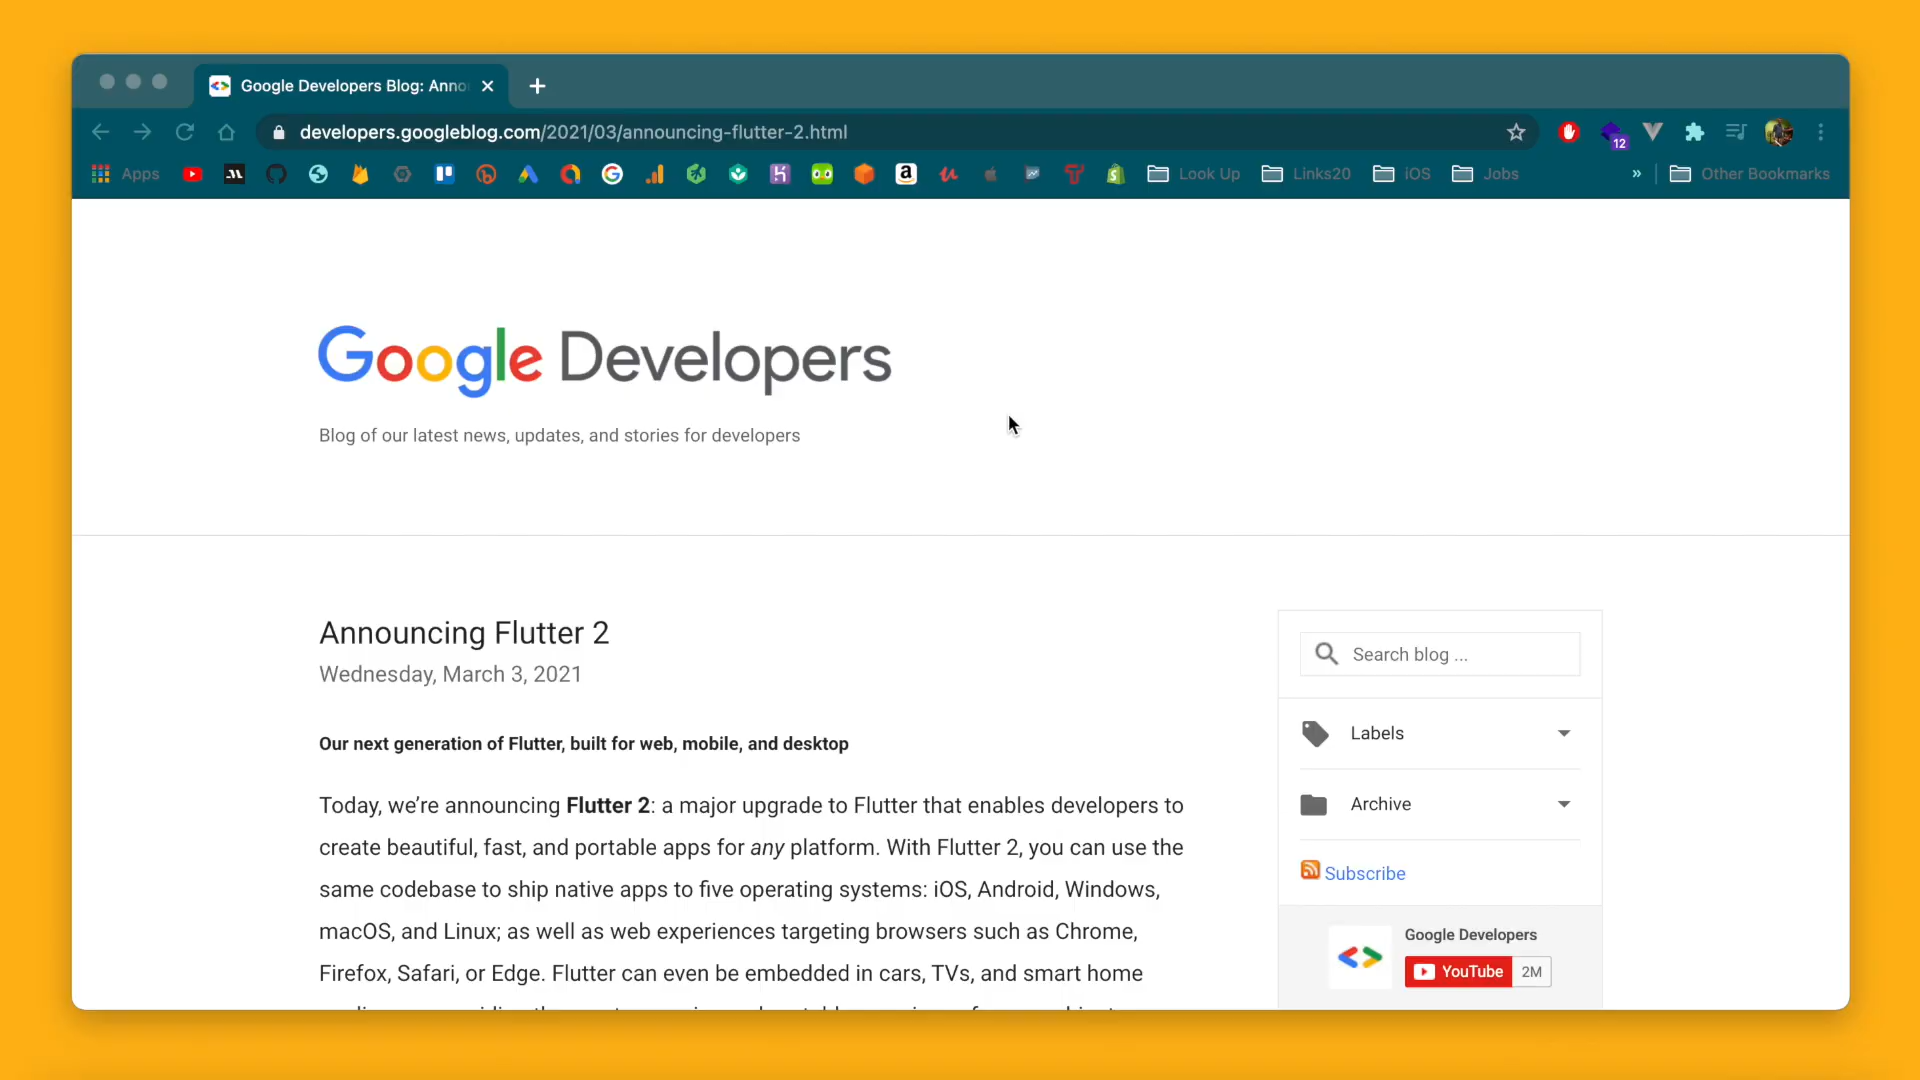 Google Developers Blog: Anno
developers.googleblog.com/2021/03/announcing-flutter-2.html
12
Apps
a
Look Up
Links20
iOS
Jobs
»
Other Bookmarks
Google Developers
Blog of our latest news, updates, and stories for developers
Announcing Flutter 2
Wednesday, March 3, 2021
Our next generation of Flutter, built for web, mobile, and desktop
Today, we’re announcing Flutter 2: a major upgrade to Flutter that enables developers to
create beautiful, fast, and portable apps for any platform. With Flutter 2, you can use the
same codebase to ship native apps to five operating systems: iOS, Android, Windows,
macOS, and Linux; as well as web experiences targeting browsers such as Chrome,
Firefox, Safari, or Edge. Flutter can even be embedded in cars, TVs, and smart home
Search blog ...
Labels
Archive
Subscribe
Google Developers
YouTube
2M